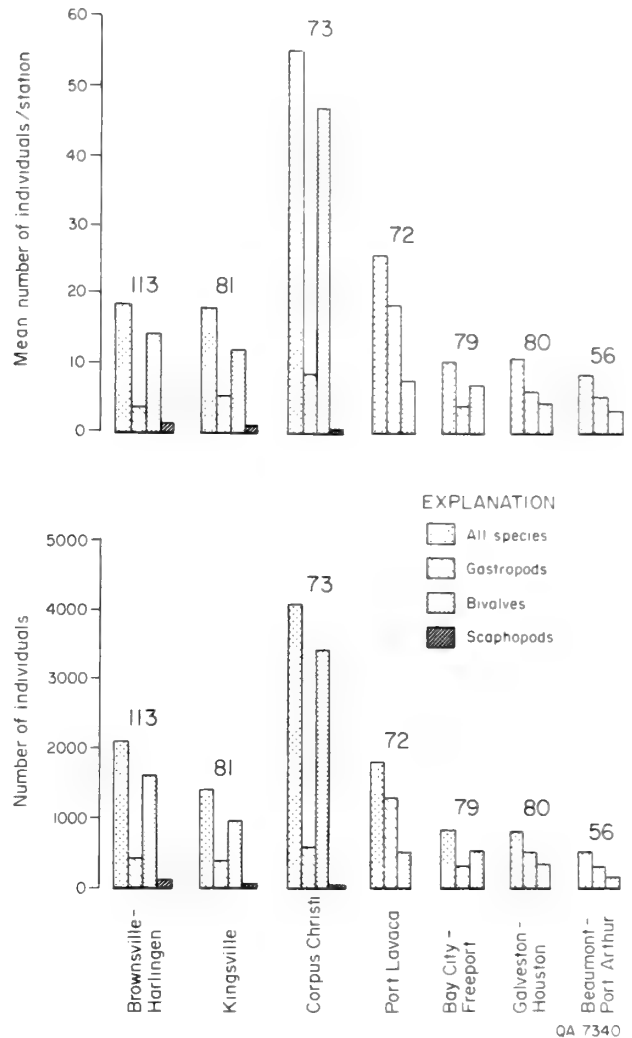 Mean number of individuals/station
60
50
40
30
20
10
0
113
81
73
72
79
80
56
EXPLANATION
All species
Gastropods
Bivalves
Scaphopods
Number of individuals
5000
4000
3000
2000
1000
0
113
81
73
72
79
80
56
Brownsville-
Harlingen
Kingsville
Corpus Christi
Port Lavaca
Bay City-
Freeport
Galveston-
Houston
Beaumont-
Port Arthur
QA 7340